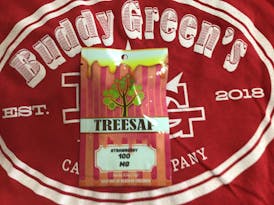 Buddy Green's
EST. 2018
TREESAP
STRAWBERRY
100
MG
CA PANY